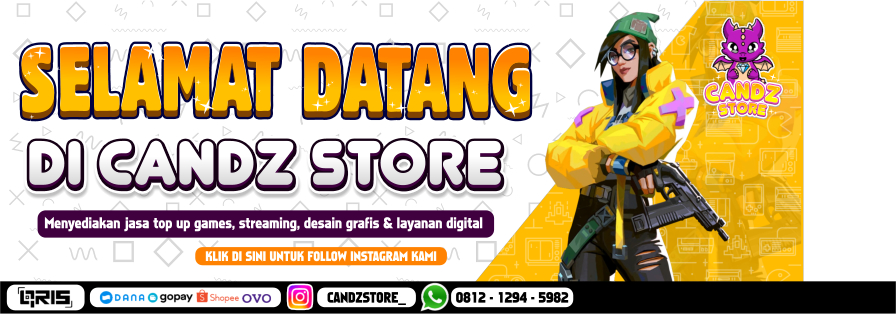 SELAMAT DATANG
DI CANDZ STORE
Menyediakan jasa top up games, streaming, desain grafis & layanan digital
KLIK DI SINI UNTUK FOLLOW INSTAGRAM KAMI
CANDZ
STORE
QRIS DANA gopay Shopee OVO CANDZSTORE_ 0812 - 1294 - 5982